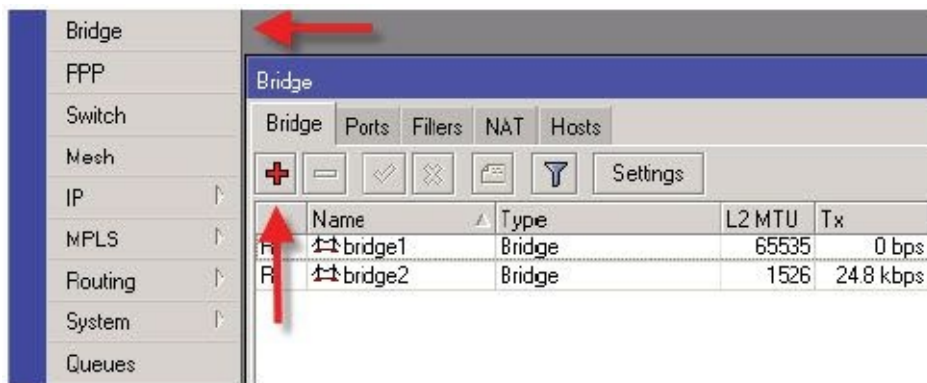 Bridge
PPP
Switch
Mesh
IP
MPLS
Routing
System
Queues
Bridge
Bridge Ports Filters NAT Hosts
Settings
Name Type L2 MTU Tx
R bridge1 Bridge 65535 0 bps
R bridge2 Bridge 1526 24.8 kbps